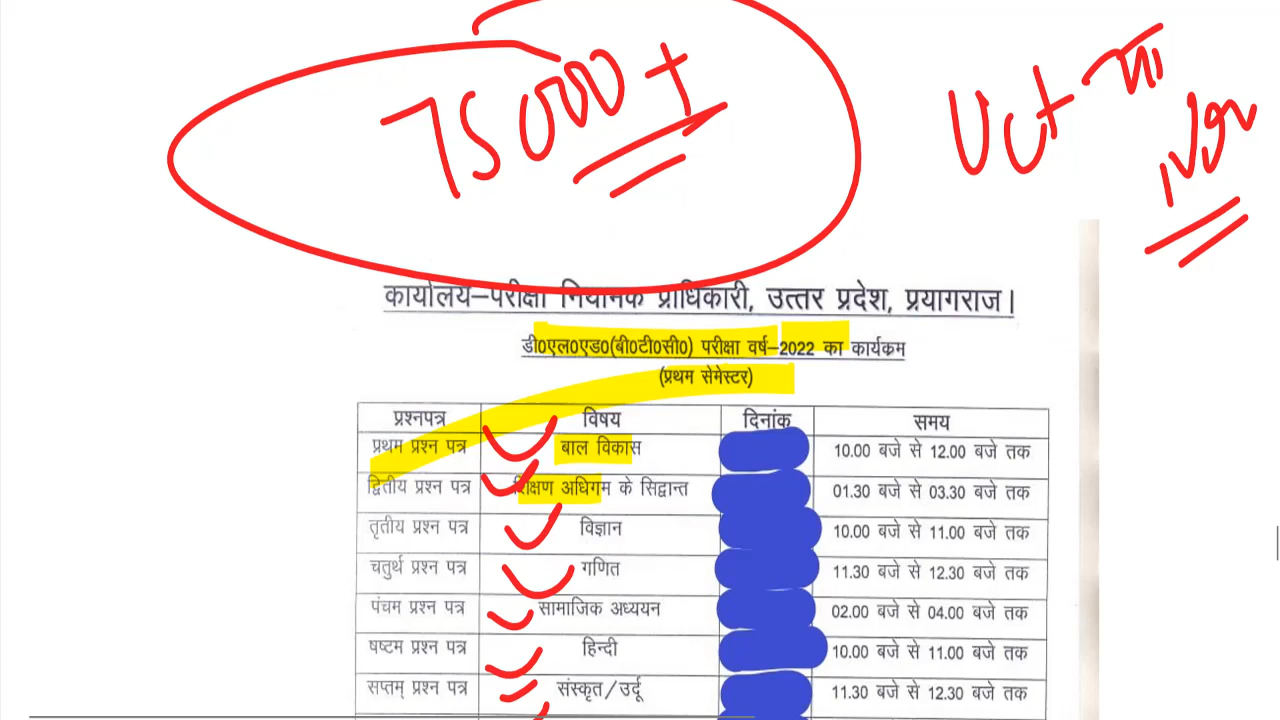 75000+
कार्यालय–परीक्षा नियामक प्राधिकारी, उत्तर प्रदेश, प्रयागराज।
डी0एल0एड0(बी0टी0सी0) परीक्षा वर्ष–2022 का कार्यक्रम
(प्रथम सेमेस्टर)
प्रश्नपत्र विषय दिनांक समय
प्रथम प्रश्न पत्र बाल विकास 10.00 बजे से 12.00 बजे तक
द्वितीय प्रश्न पत्र शिक्षण अधिगम के सिद्वान्त 01.30 बजे से 03.30 बजे तक
तृतीय प्रश्न पत्र विज्ञान 10.00 बजे से 11.00 बजे तक
चतुर्थ प्रश्न पत्र गणित 11.30 बजे से 12.30 बजे तक
पंचम प्रश्न पत्र सामाजिक अध्ययन 02.00 बजे से 04.00 बजे तक
षष्टम प्रश्न पत्र हिन्दी 10.00 बजे से 11.00 बजे तक
सप्तम् प्रश्न पत्र संस्कृत/उर्दू 11.30 बजे से 12.30 बजे तक